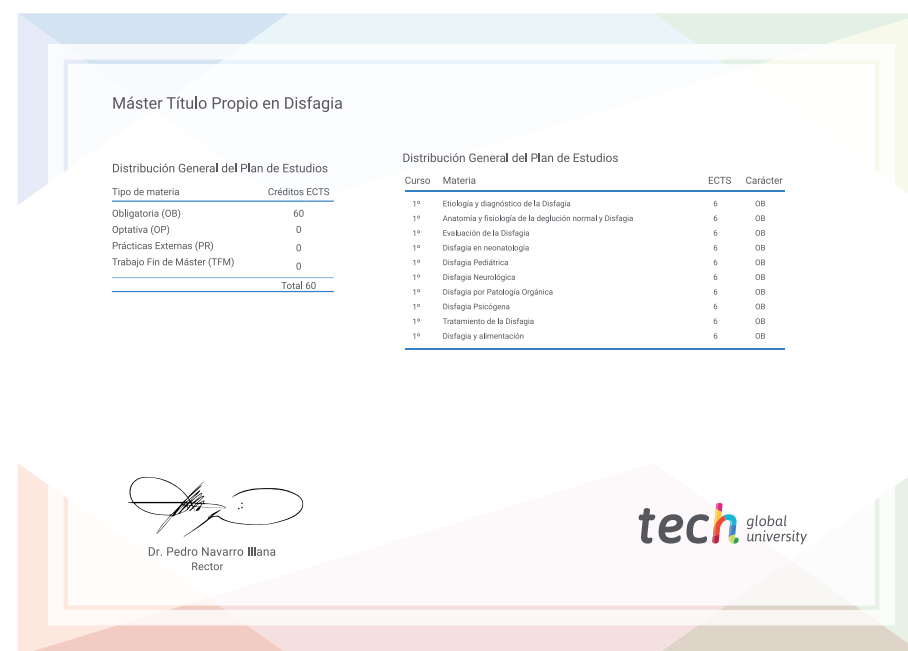 Máster Título Propio en Disfagia
Distribución General del Plan de Estudios
Tipo de materia Créditos ECTS
Obligatoria (OB) 60
Optativa (OP) 0
Prácticas Externas (PR) 0
Trabajo Fin de Máster (TFM) 0
Total 60
Distribución General del Plan de Estudios
Curso Materia ECTS Carácter
1º Etiología y diagnóstico de la Disfagia 6 OB
1º Anatomía y fisiología de la deglución normal y Disfagia 6 OB
1º Evaluación de la Disfagia 6 OB
1º Disfagia en neonatología 6 OB
1º Disfagia Pediátrica 6 OB
1º Disfagia Neurológica 6 OB
1º Disfagia por Patología Orgánica 6 OB
1º Disfagia Psicógena 6 OB
1º Tratamiento de la Disfagia 6 OB
1º Disfagia y alimentación 6 OB
Dr. Pedro Navarro Illana
Rector
tech global
university